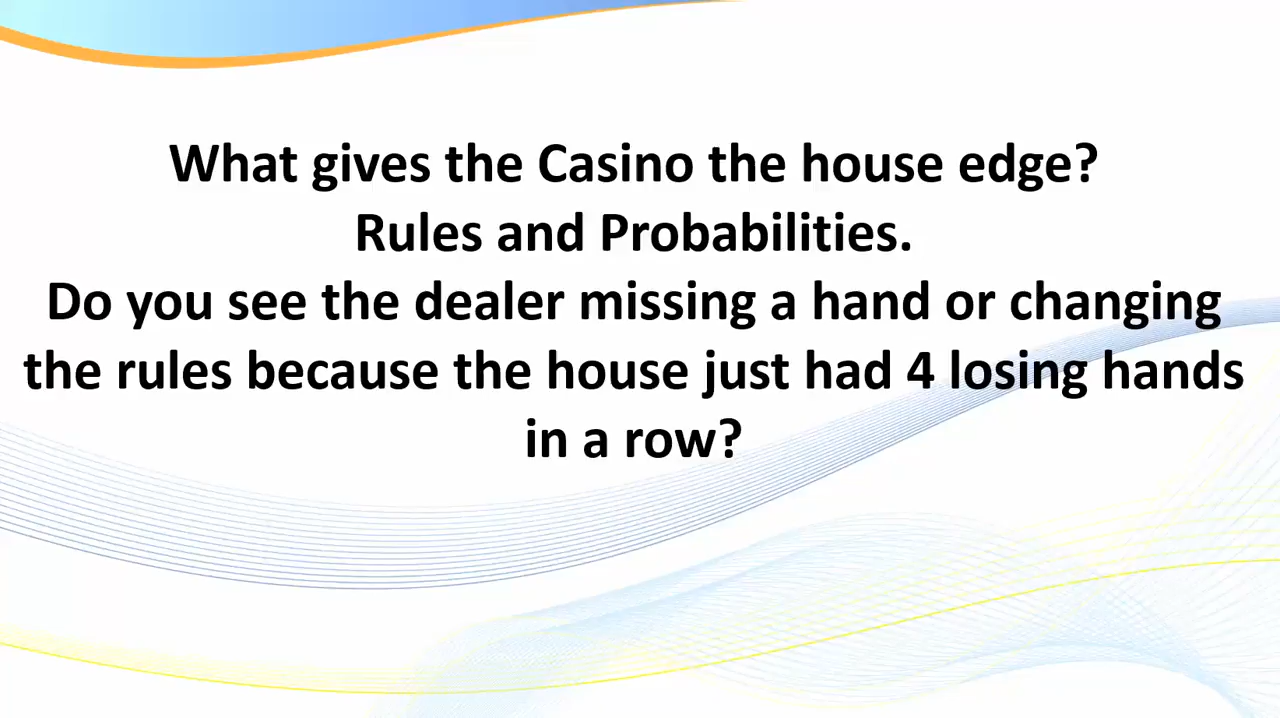 What gives the Casino the house edge?
Rules and Probabilities.
Do you see the dealer missing a hand or changing
the rules because the house just had 4 losing hands
in a row?